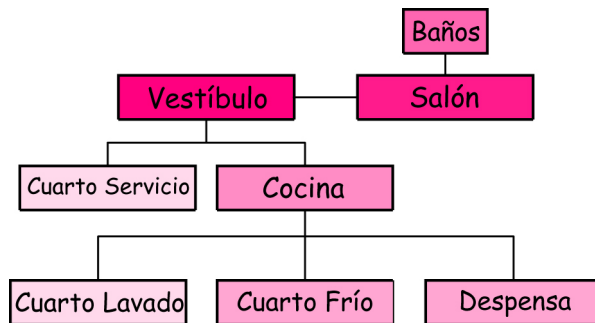 Baños
Vestíbulo
Salón
Cuarto Servicio
Cocina
Cuarto Lavado
Cuarto Frío
Despensa